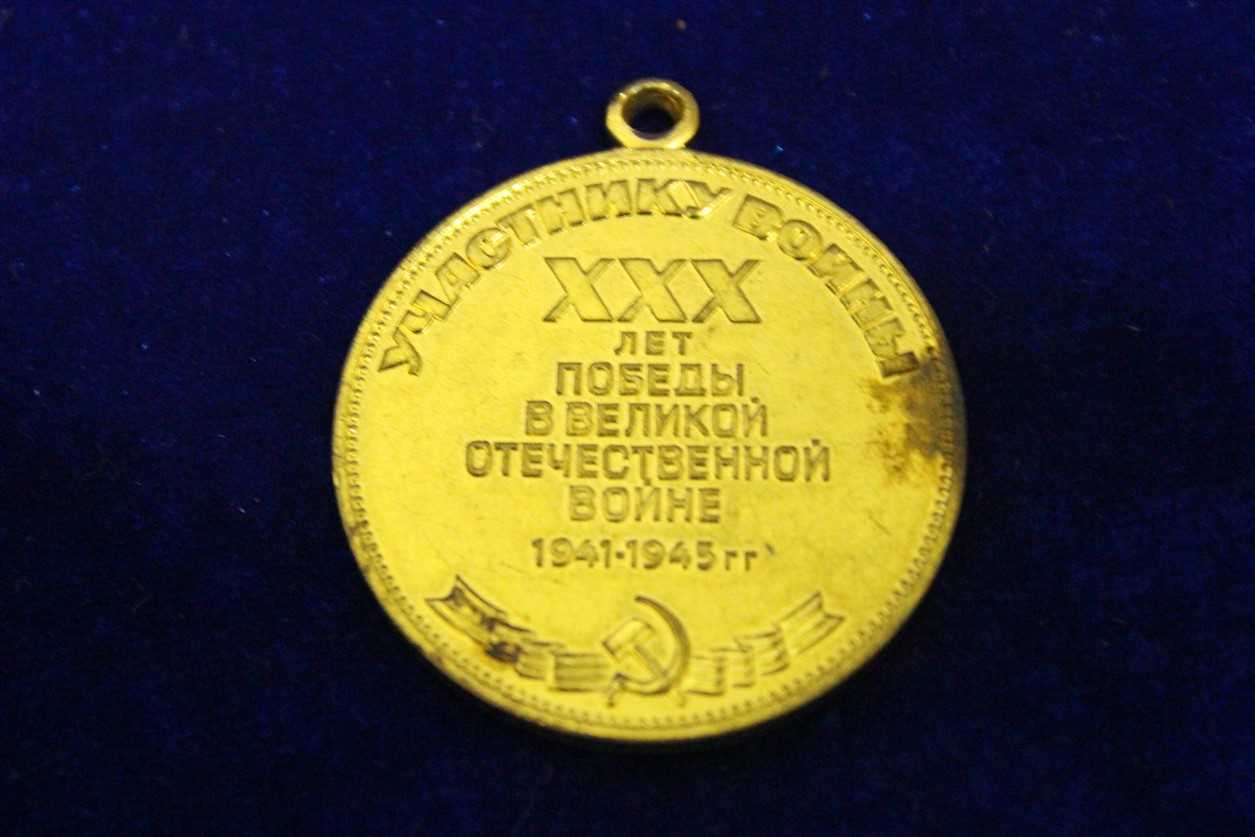 УЧАСТНИКУ ВОЙНЫ
XXX
ЛЕТ
ПОБЕДЫ
В ВЕЛИКОЙ
ОТЕЧЕСТВЕННОЙ
ВОЙНЕ
1941-1945 гг